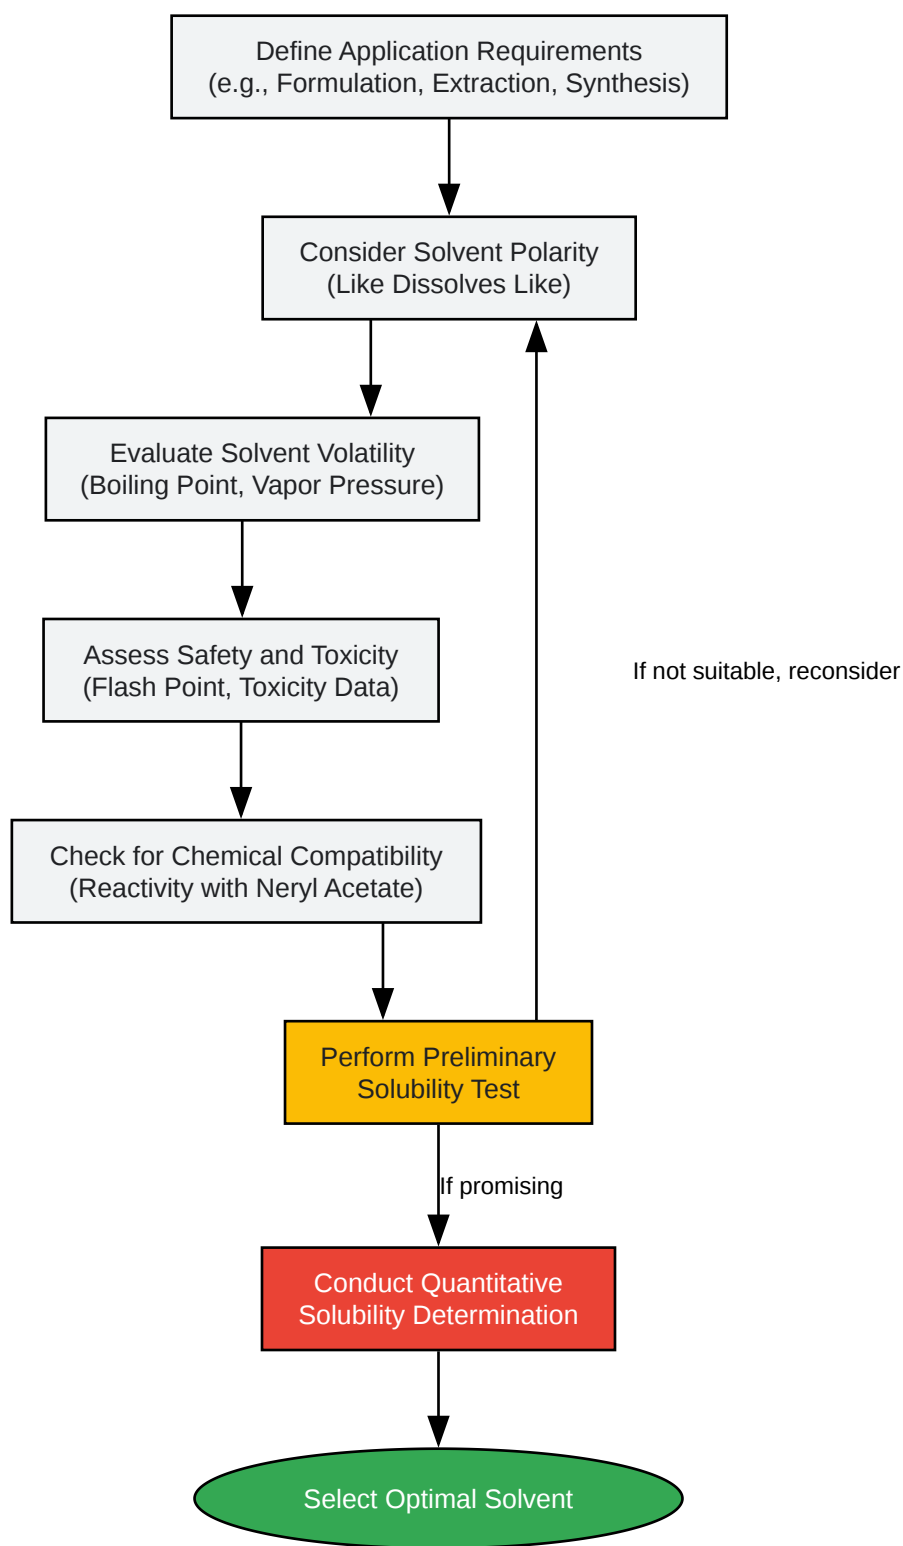 Define Application Requirements
(e.g., Formulation, Extraction, Synthesis)
Consider Solvent Polarity
(Like Dissolves Like)
Evaluate Solvent Volatility
(Boiling Point, Vapor Pressure)
Assess Safety and Toxicity
(Flash Point, Toxicity Data)
If not suitable, reconsider
Check for Chemical Compatibility
(Reactivity with Neryl Acetate)
Perform Preliminary
Solubility Test
If promising
Conduct Quantitative
Solubility Determination
Select Optimal Solvent